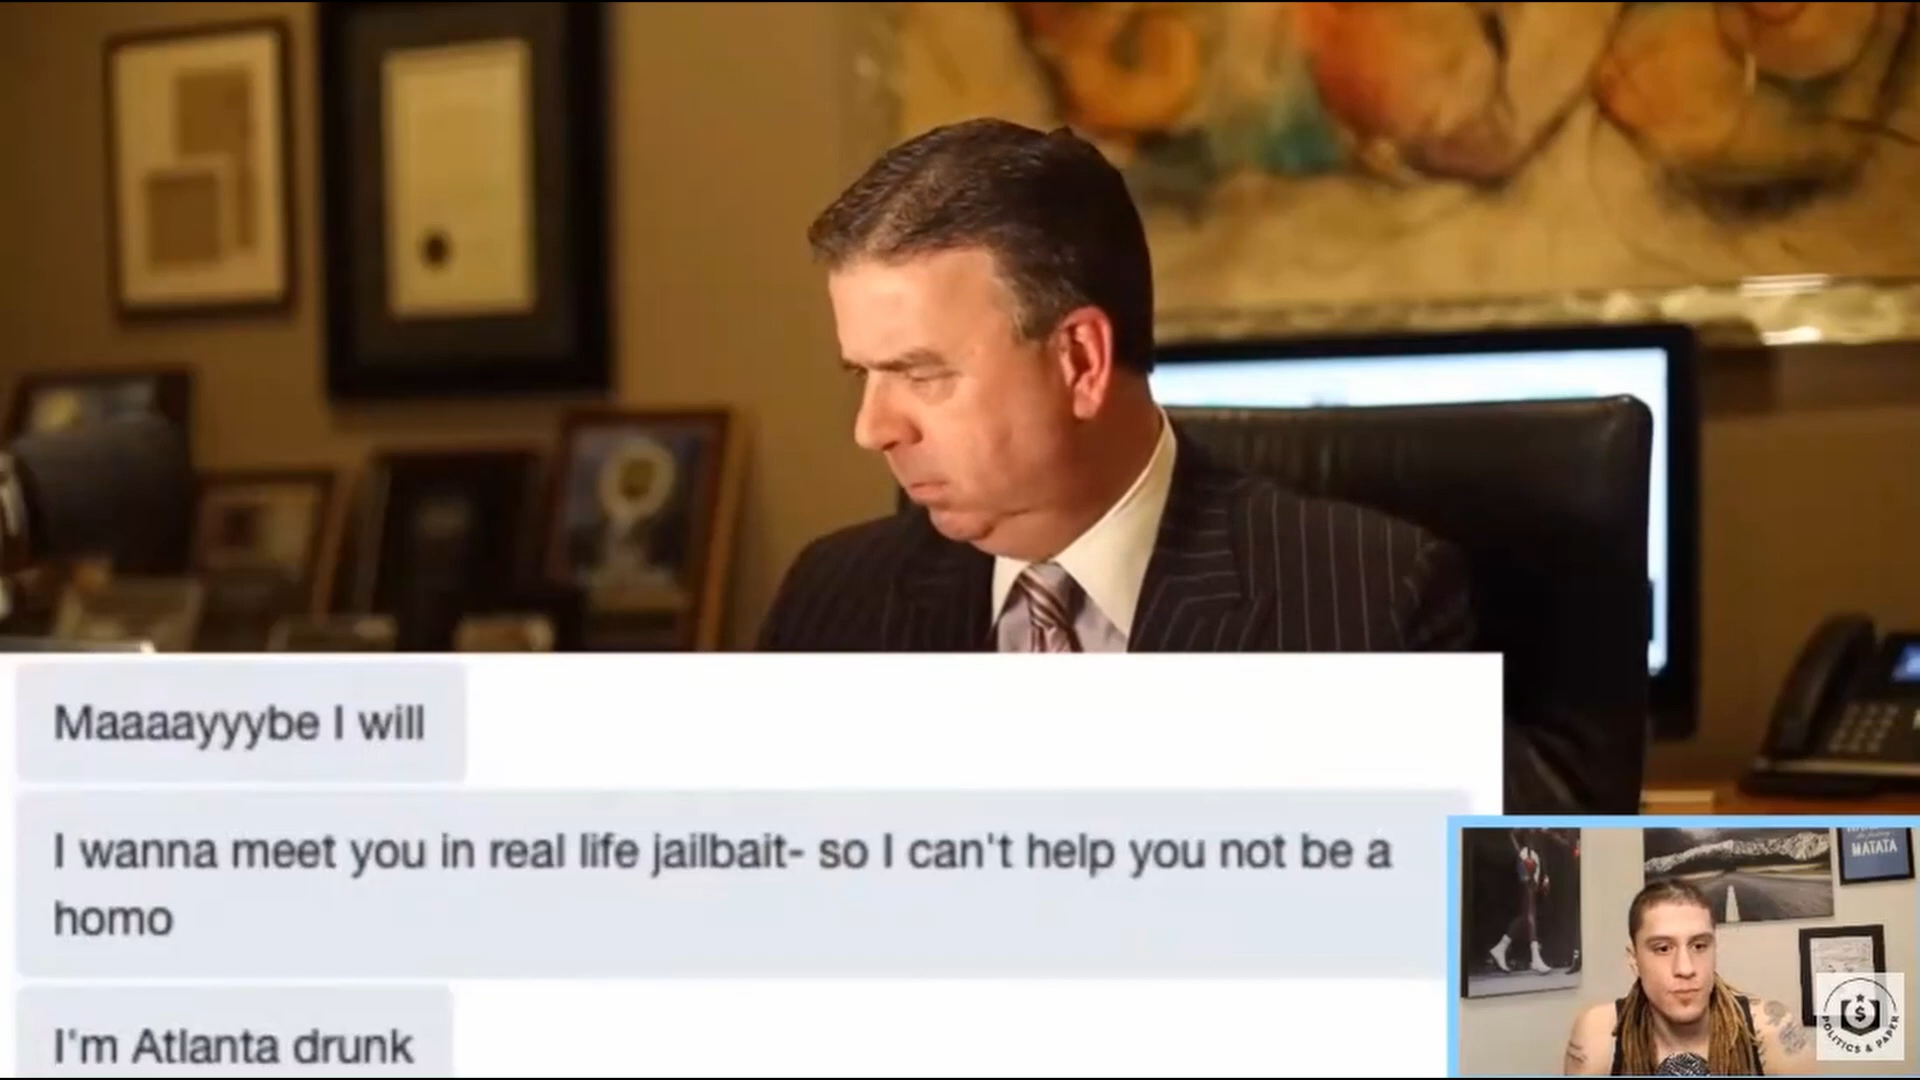 Maaaayyybe I will
I wanna meet you in real life jailbait- so I can't help you not be a
homo
I'm Atlanta drunk
MATATA
POLITICS & PAPER